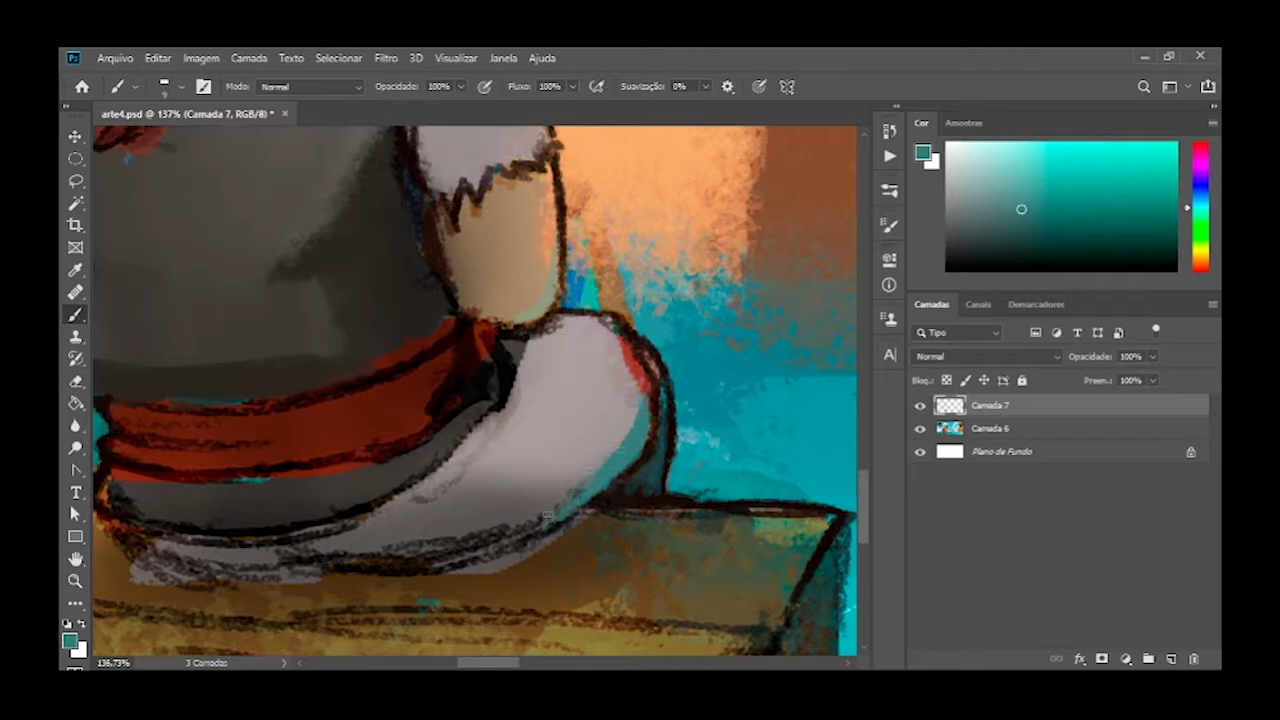 Ps Arquivo Editar Imagem Camada Texto Selecionar Filtro 3D Visualizar Janela Ajuda
9 Modo: Normal Opacidade: 100% Fluxo: 100% Suavização: 0%
arte4.psd @ 137% (Camada 7, RGB/8) *
Cor Amostras
Camadas Canais Demarcadores
Tipo
Normal Opacidade: 100%
Bloq.: Preen.: 100%
Camada 7
Camada 6
Plano de Fundo
136,73% 3 Camadas